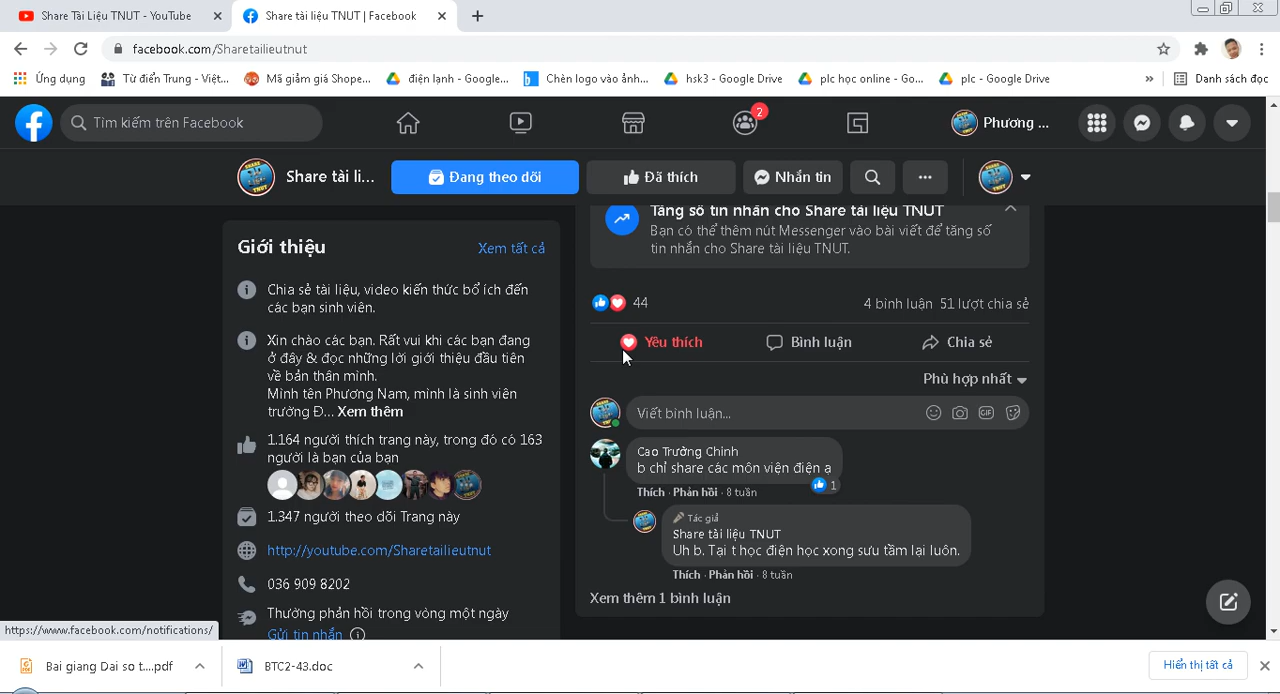 Share Tài Liệu TNUT - YouTube
Share tài liệu TNUT | Facebook
facebook.com/Sharetailieutnut
Ứng dụng
Từ điển Trung - Việt...
Mã giảm giá Shope...
điện lạnh - Google...
Chèn logo vào ảnh...
hsk3 - Google Drive
plc học online - Go...
plc - Google Drive
»
Danh sách đọc
Tìm kiếm trên Facebook
2
Phương ...
Share tài li...
Đang theo dõi
Đã thích
Nhắn tin
Giới thiệu
Xem tất cả
Chia sẻ tài liệu, video kiến thức bổ ích đến
các bạn sinh viên.
Xin chào các bạn. Rất vui khi các bạn đang
ở đây & đọc những lời giới thiệu đầu tiên
về bản thân mình.
Mình tên Phương Nam, mình là sinh viên
trường Đ... Xem thêm
1.164 người thích trang này, trong đó có 163
người là bạn của bạn
1.347 người theo dõi Trang này
http://youtube.com/Sharetailieutnut
036 909 8202
Thường phản hồi trong vòng một ngày
Gửi tin nhắn
Tăng số tin nhắn cho Share tài liệu TNUT
Bạn có thể thêm nút Messenger vào bài viết để tăng số
tin nhắn cho Share tài liệu TNUT.
44
4 bình luận 51 lượt chia sẻ
Yêu thích
Bình luận
Chia sẻ
Phù hợp nhất
Viết bình luận...
GIF
Cao Trường Chinh
b chỉ share các môn viện điện ạ
1
Thích · Phản hồi · 8 tuần
Tác giả
Share tài liệu TNUT
Uh b. Tại t học điện học xong sưu tầm lại luôn.
Thích · Phản hồi · 8 tuần
Xem thêm 1 bình luận
https://www.facebook.com/notifications/
Bai giang Dai so t....pdf
BTC2-43.doc
Hiển thị tất cả